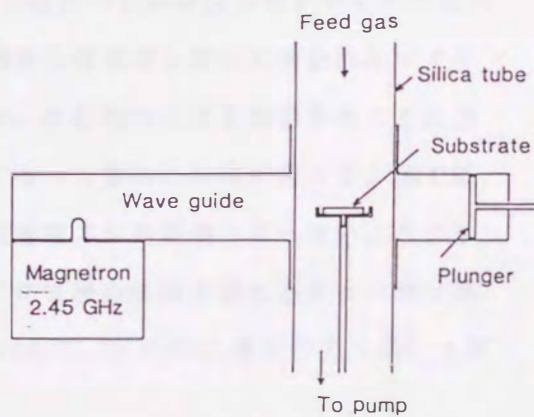 Feed gas
Silica tube
Substrate
Wave guide
Magnetron
2.45 GHz
Plunger
To pump